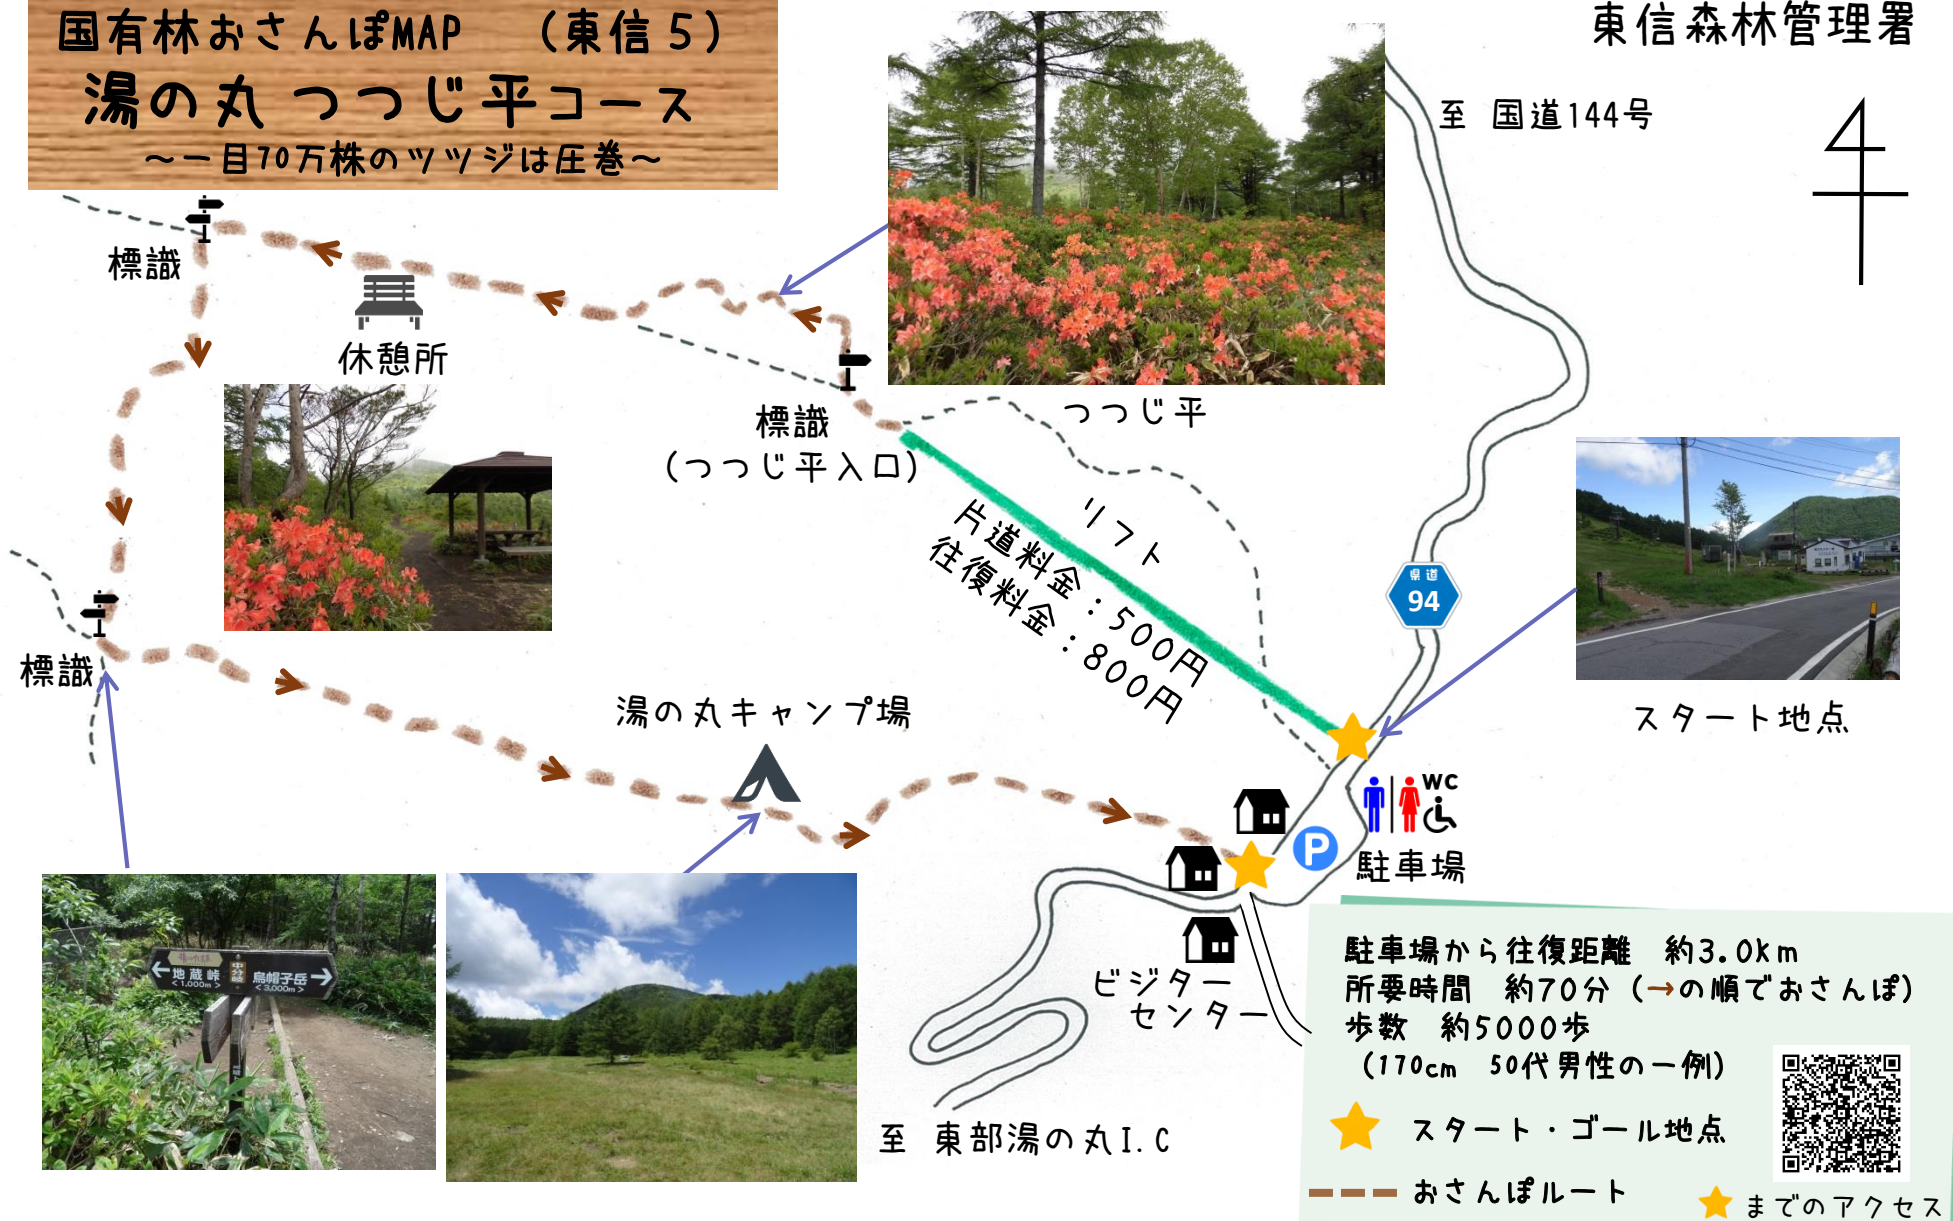 国有林おさんぽMAP （東信５）
湯の丸 つつじ平コース
～一目70万株のツツジは圧巻～
東信森林管理署
至 国道144号
標識
休憩所
標識
(つつじ平入口)
つつじ平
リフト
片道料金：500円
往復料金：800円
県道
94
スタート地点
標識
湯の丸キャンプ場
WC
P
駐車場
ビジター
センター
地蔵峠
<1,000m>
中分岐
烏帽子岳
<3,000m>
至 東部湯の丸I.C
駐車場から往復距離 約3.0km
所要時間 約70分（→の順でおさんぽ）
歩数 約5000歩
（170cm 50代男性の一例）
スタート・ゴール地点
おさんぽルート
までのアクセス